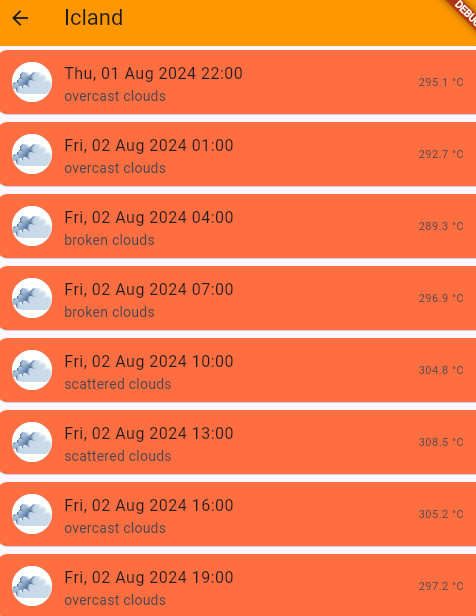 Icland
DEBU
Thu, 01 Aug 2024 22:00
overcast clouds
295.1 °C
Fri, 02 Aug 2024 01:00
overcast clouds
292.7 °C
Fri, 02 Aug 2024 04:00
broken clouds
289.3 °C
Fri, 02 Aug 2024 07:00
broken clouds
296.9 °C
Fri, 02 Aug 2024 10:00
scattered clouds
304.8 °C
Fri, 02 Aug 2024 13:00
scattered clouds
308.5 °C
Fri, 02 Aug 2024 16:00
overcast clouds
305.2 °C
Fri, 02 Aug 2024 19:00
overcast clouds
297.2 °C